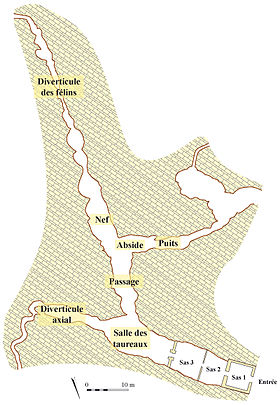 Diverticule
des félins
Nef
Abside
Puits
Passage
Diverticule
axial
Salle des
taureaux
Sas 3
Sas 2
Sas 1
Entrée
0
10 m